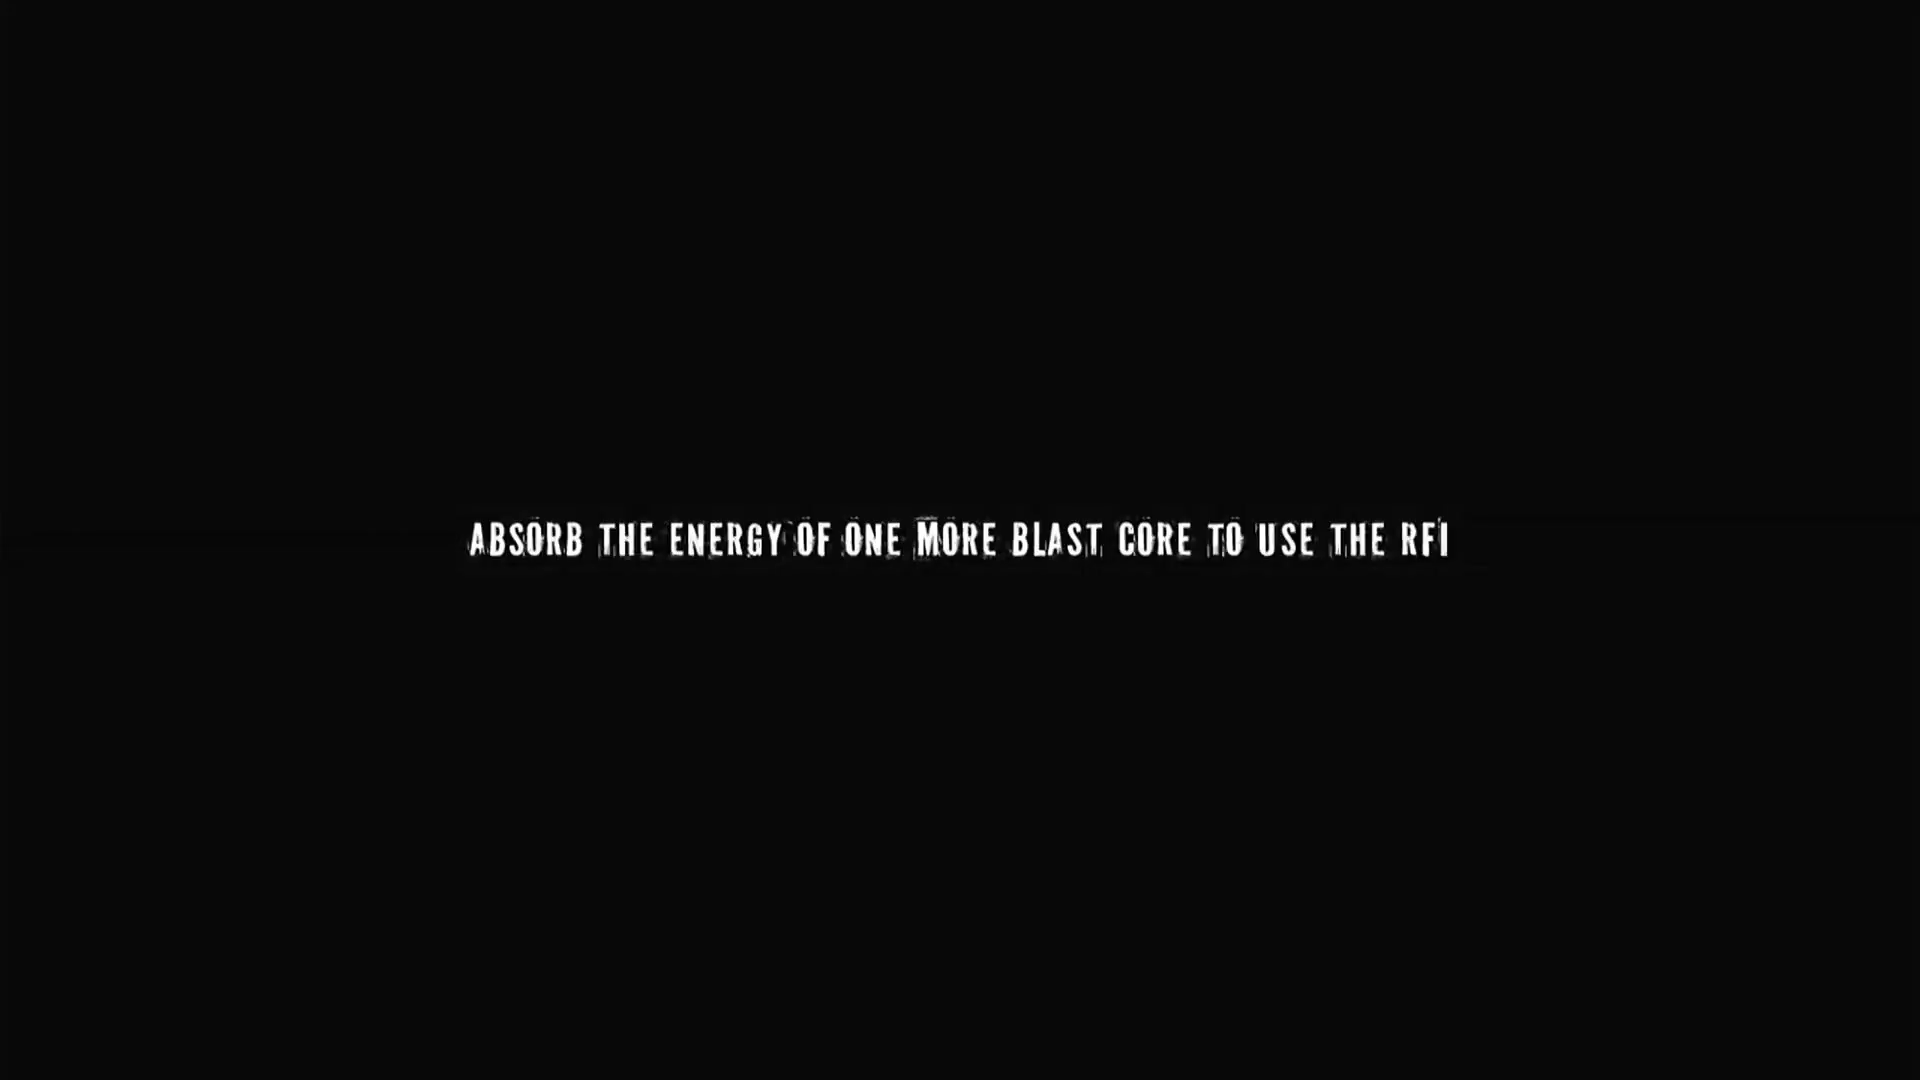 ABSORB THE ENERGY OF ONE MORE BLAST CORE TO USE THE RFI